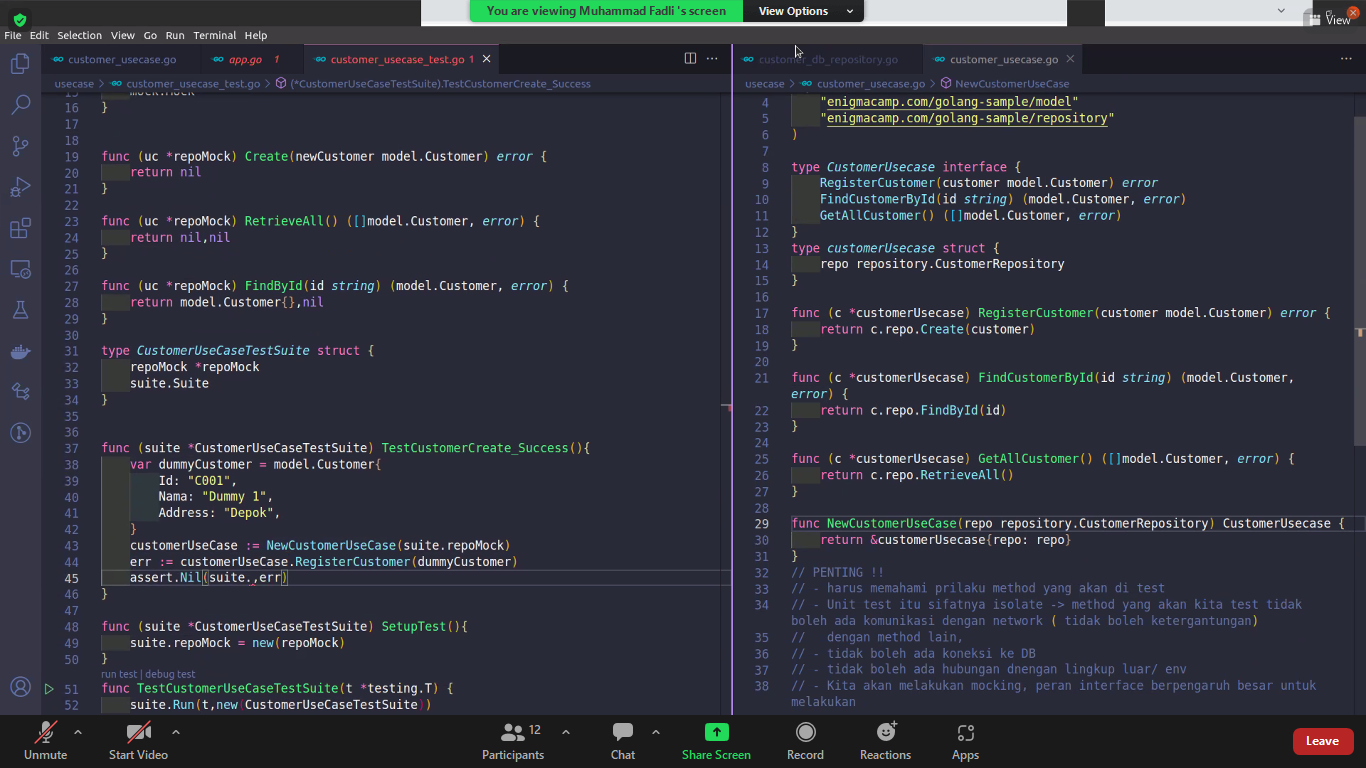 You are viewing Muhammad Fadli 's screen
View Options
View
File Edit Selection View Go Run Terminal Help
customer_usecase.go
app.go 1
customer_usecase_test.go 1
usecase > customer_usecase_test.go > (*CustomerUseCaseTestSuite).TestCustomerCreate_Success
15 mock.Mock
16 }
17
18
19 func (uc *repoMock) Create(newCustomer model.Customer) error {
20 return nil
21 }
22
23 func (uc *repoMock) RetrieveAll() ([]model.Customer, error) {
24 return nil,nil
25 }
26
27 func (uc *repoMock) FindById(id string) (model.Customer, error) {
28 return model.Customer{},nil
29 }
30
31 type CustomerUseCaseTestSuite struct {
32 repoMock *repoMock
33 suite.Suite
34 }
35
36
37 func (suite *CustomerUseCaseTestSuite) TestCustomerCreate_Success(){
38 var dummyCustomer = model.Customer{
39 Id: "C001",
40 Nama: "Dummy 1",
41 Address: "Depok",
42 }
43 customerUseCase := NewCustomerUseCase(suite.repoMock)
44 err := customerUseCase.RegisterCustomer(dummyCustomer)
45 assert.Nil(suite.,err)
46 }
47
48 func (suite *CustomerUseCaseTestSuite) SetupTest(){
49 suite.repoMock = new(repoMock)
50 }
run test | debug test
51 func TestCustomerUseCaseTestSuite(t *testing.T) {
52 suite.Run(t,new(CustomerUseCaseTestSuite))
customer_db_repository.go
customer_usecase.go
usecase > customer_usecase.go > NewCustomerUseCase
4 "enigmacamp.com/golang-sample/model"
5 "enigmacamp.com/golang-sample/repository"
6 )
7
8 type CustomerUsecase interface {
9 RegisterCustomer(customer model.Customer) error
10 FindCustomerById(id string) (model.Customer, error)
11 GetAllCustomer() ([]model.Customer, error)
12 }
13 type customerUsecase struct {
14 repo repository.CustomerRepository
15 }
16
17 func (c *customerUsecase) RegisterCustomer(customer model.Customer) error {
18 return c.repo.Create(customer)
19 }
20
21 func (c *customerUsecase) FindCustomerById(id string) (model.Customer,
error) {
22 return c.repo.FindById(id)
23 }
24
25 func (c *customerUsecase) GetAllCustomer() ([]model.Customer, error) {
26 return c.repo.RetrieveAll()
27 }
28
29 func NewCustomerUseCase(repo repository.CustomerRepository) CustomerUsecase {
30 return &customerUsecase{repo: repo}
31 }
32 // PENTING !!
33 // - harus memahami prilaku method yang akan di test
34 // - Unit test itu sifatnya isolate -> method yang akan kita test tidak
boleh ada komunikasi dengan network ( tidak boleh ketergantungan)
35 // dengan method lain,
36 // - tidak boleh ada koneksi ke DB
37 // - tidak boleh ada hubungan dnengan lingkup luar/ env
38 // - Kita akan melakukan mocking, peran interface berpengaruh besar untuk
melakukan
Unmute
Start Video
Participants 12
Chat
Share Screen
Record
Reactions
Apps
Leave